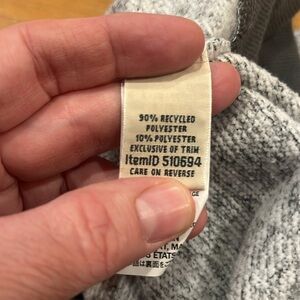 90% RECYCLED
POLYESTER
10% POLYESTER
EXCLUSIVE OF TRIM
ItemID 510694
CARE ON REVERSE